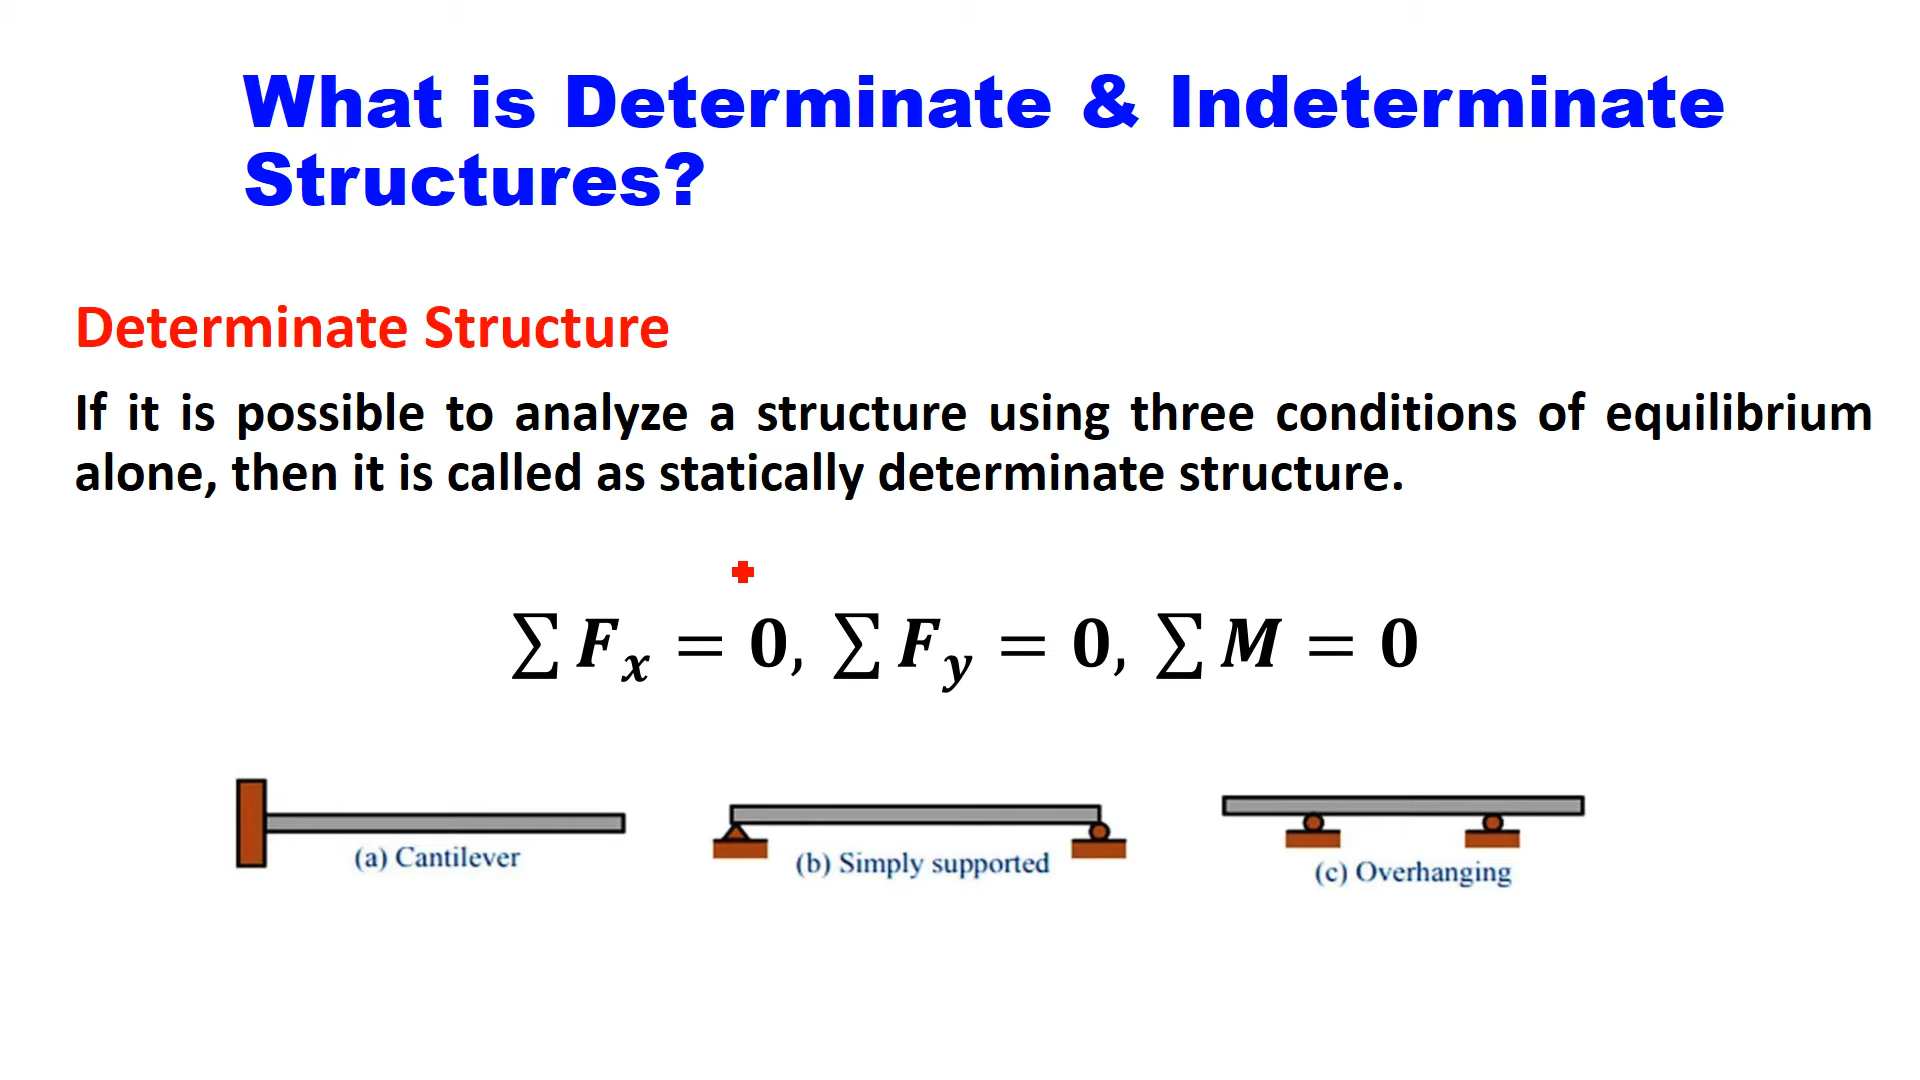 What is Determinate & Indeterminate
Structures?
Determinate Structure
If it is possible to analyze a structure using three conditions of equilibrium
alone, then it is called as statically determinate structure.
∑ Fₓ = 0, ∑ F_y = 0, ∑ M = 0
(a) Cantilever
(b) Simply supported
(c) Overhanging